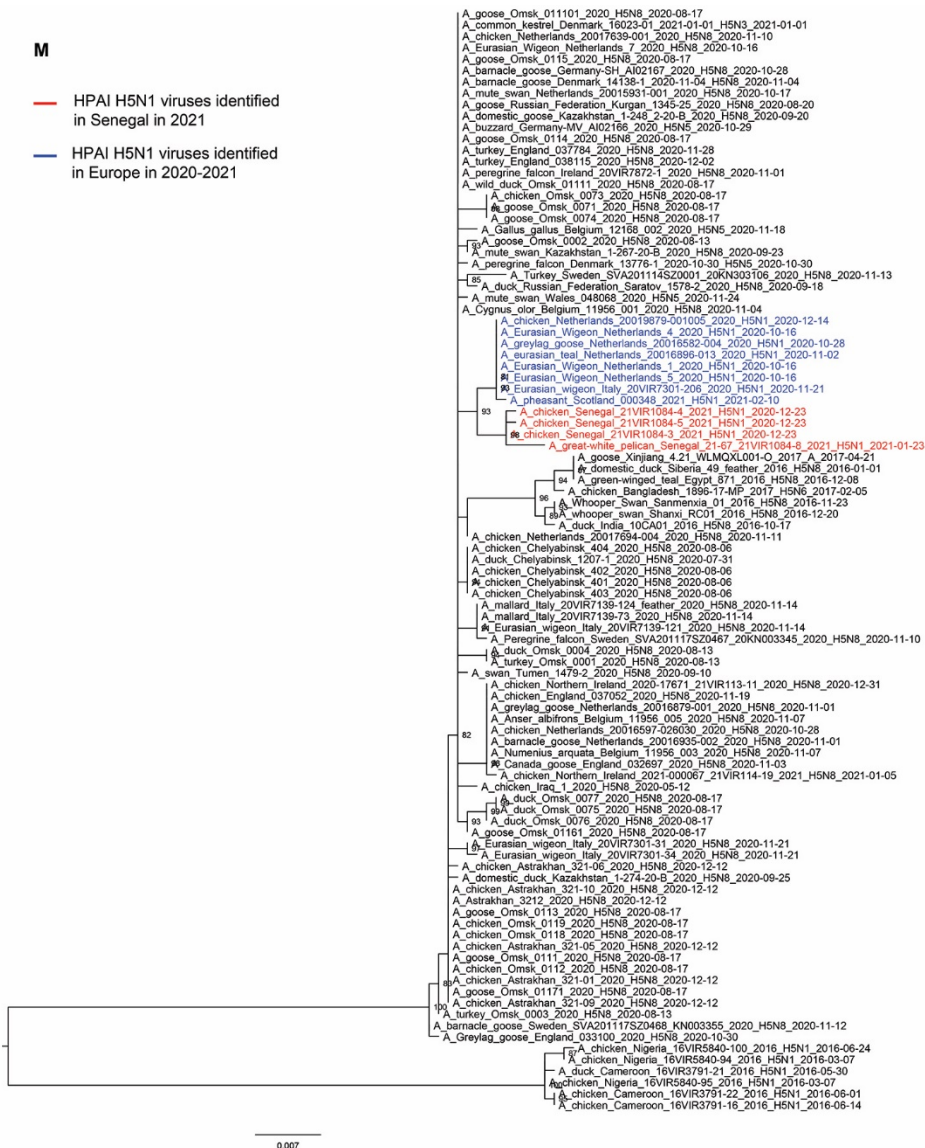 M
HPAI H5N1 viruses identified
in Senegal in 2021
HPAI H5N1 viruses identified
in Europe in 2020-2021
A_goose_Omsk_011101_2020_H5N8_2020-08-17
A_common_kestrel_Denmark_16023-01_2021-01-01_H5N3_2021-01-01
A_chicken_Netherlands_20017639-001_2020_H5N8_2020-11-10
A_Eurasian_Wigeon_Netherlands_7_2020_H5N8_2020-10-16
A_goose_Omsk_0115_2020_H5N8_2020-08-17
A_barnacle_goose_Germany-SH_AI02167_2020_H5N8_2020-10-28
A_barnacle_goose_Denmark_14138-1_2020-11-04_H5N8_2020-11-04
A_mute_swan_Netherlands_20015931-001_2020_H5N8_2020-10-17
A_goose_Russian_Federation_Kurgan_1345-25_2020_H5N8_2020-08-20
A_domestic_goose_Kazakhstan_1-248_2-20-B_2020_H5N8_2020-09-20
A_buzzard_Germany-MV_AI02166_2020_H5N5_2020-10-29
A_goose_Omsk_0114_2020_H5N8_2020-08-17
A_turkey_England_037784_2020_H5N8_2020-11-28
A_turkey_England_038115_2020_H5N8_2020-12-02
A_peregrine_falcon_Ireland_20VIR7872-1_2020_H5N8_2020-11-01
A_wild_duck_Omsk_01111_2020_H5N8_2020-08-17
A_chicken_Omsk_0073_2020_H5N8_2020-08-17
A_goose_Omsk_0071_2020_H5N8_2020-08-17
A_goose_Omsk_0074_2020_H5N8_2020-08-17
A_Gallus_gallus_Belgium_12168_002_2020_H5N5_2020-11-18
A_goose_Omsk_0002_2020_H5N8_2020-08-13
93
A_mute_swan_Kazakhstan_1-267-20-B_2020_H5N8_2020-09-23
A_peregrine_falcon_Denmark_13776-1_2020-10-30_H5N5_2020-10-30
A_Turkey_Sweden_SVA201114SZ0001_20KN303106_2020_H5N8_2020-11-13
85
A_duck_Russian_Federation_Saratov_1578-2_2020_H5N8_2020-09-18
A_mute_swan_Wales_048068_2020_H5N5_2020-11-24
A_Cygnus_olor_Belgium_11956_001_2020_H5N8_2020-11-04
A_chicken_Netherlands_20019879-001005_2020_H5N1_2020-12-14
A_Eurasian_Wigeon_Netherlands_4_2020_H5N1_2020-10-16
A_greylag_goose_Netherlands_20016582-004_2020_H5N1_2020-10-28
A_eurasian_teal_Netherlands_20016896-013_2020_H5N1_2020-11-02
A_Eurasian_Wigeon_Netherlands_1_2020_H5N1_2020-10-16
A_Eurasian_Wigeon_Netherlands_5_2020_H5N1_2020-10-16
A_Eurasian_wigeon_Italy_20VIR7301-206_2020_H5N1_2020-11-21
A_pheasant_Scotland_000348_2021_H5N1_2021-02-10
93
A_chicken_Senegal_21VIR1084-4_2021_H5N1_2020-12-23
A_chicken_Senegal_21VIR1084-5_2021_H5N1_2020-12-23
A_chicken_Senegal_21VIR1084-3_2021_H5N1_2020-12-23
A_great-white_pelican_Senegal_21-67_21VIR1084-8_2021_H5N1_2021-01-23
A_goose_Xinjiang_4.21_WLMQXL001-O_2017_A_2017-04-21
A_domestic_duck_Siberia_49_feather_2016_H5N8_2016-01-01
94
A_green-winged_teal_Egypt_871_2016_H5N8_2016-12-08
A_chicken_Bangladesh_1896-17-MP_2017_H5N6_2017-02-05
96
A_Whooper_Swan_Sanmenxia_01_2016_H5N8_2016-11-23
89
A_whooper_swan_Shanxi_RC01_2016_H5N8_2016-12-20
A_duck_India_10CA01_2016_H5N8_2016-10-17
A_chicken_Netherlands_20017694-004_2020_H5N8_2020-11-11
A_chicken_Chelyabinsk_404_2020_H5N8_2020-08-06
A_duck_Chelyabinsk_1207-1_2020_H5N8_2020-07-31
A_chicken_Chelyabinsk_402_2020_H5N8_2020-08-06
A_chicken_Chelyabinsk_401_2020_H5N8_2020-08-06
A_chicken_Chelyabinsk_403_2020_H5N8_2020-08-06
A_mallard_Italy_20VIR7139-124_feather_2020_H5N8_2020-11-14
A_mallard_Italy_20VIR7139-73_2020_H5N8_2020-11-14
A_Eurasian_wigeon_Italy_20VIR7139-121_2020_H5N8_2020-11-14
A_Peregrine_falcon_Sweden_SVA201117SZ0467_20KN003345_2020_H5N8_2020-11-10
A_duck_Omsk_0004_2020_H5N8_2020-08-13
A_turkey_Omsk_0001_2020_H5N8_2020-08-13
A_swan_Tumen_1479-2_2020_H5N8_2020-09-10
A_chicken_Northern_Ireland_2020-17671_21VIR113-11_2020_H5N8_2020-12-31
A_chicken_England_037052_2020_H5N8_2020-11-19
A_greylag_goose_Netherlands_20016879-001_2020_H5N8_2020-11-01
A_Anser_albifrons_Belgium_11956_005_2020_H5N8_2020-11-07
82
A_chicken_Netherlands_20016597-026030_2020_H5N8_2020-10-28
A_barnacle_goose_Netherlands_20016935-002_2020_H5N8_2020-11-01
A_Numenius_arquata_Belgium_11956_003_2020_H5N8_2020-11-07
A_Canada_goose_England_032697_2020_H5N8_2020-11-03
A_chicken_Northern_Ireland_2021-000067_21VIR114-19_2021_H5N8_2021-01-05
A_chicken_Iraq_1_2020_H5N8_2020-05-12
A_duck_Omsk_0077_2020_H5N8_2020-08-17
99
A_duck_Omsk_0075_2020_H5N8_2020-08-17
93
A_duck_Omsk_0076_2020_H5N8_2020-08-17
A_goose_Omsk_01161_2020_H5N8_2020-08-17
A_Eurasian_wigeon_Italy_20VIR7301-31_2020_H5N8_2020-11-21
A_Eurasian_wigeon_Italy_20VIR7301-34_2020_H5N8_2020-11-21
A_chicken_Astrakhan_321-06_2020_H5N8_2020-12-12
A_domestic_duck_Kazakhstan_1-274-20-B_2020_H5N8_2020-09-25
A_chicken_Astrakhan_321-10_2020_H5N8_2020-12-12
A_Astrakhan_3212_2020_H5N8_2020-12-12
A_goose_Omsk_0113_2020_H5N8_2020-08-17
A_chicken_Omsk_0119_2020_H5N8_2020-08-17
A_chicken_Omsk_0118_2020_H5N8_2020-08-17
A_chicken_Astrakhan_321-05_2020_H5N8_2020-12-12
A_goose_Omsk_0111_2020_H5N8_2020-08-17
A_chicken_Omsk_0112_2020_H5N8_2020-08-17
83
A_chicken_Astrakhan_321-01_2020_H5N8_2020-12-12
A_goose_Omsk_01171_2020_H5N8_2020-08-17
A_chicken_Astrakhan_321-09_2020_H5N8_2020-12-12
100
A_turkey_Omsk_0003_2020_H5N8_2020-08-13
A_barnacle_goose_Sweden_SVA201117SZ0468_KN003355_2020_H5N8_2020-11-12
A_Greylag_goose_England_033100_2020_H5N8_2020-10-30
A_chicken_Nigeria_16VIR5840-100_2016_H5N1_2016-06-24
87
A_chicken_Nigeria_16VIR5840-94_2016_H5N1_2016-03-07
A_duck_Cameroon_16VIR3791-21_2016_H5N1_2016-05-30
A_chicken_Nigeria_16VIR5840-95_2016_H5N1_2016-03-07
100
A_chicken_Cameroon_16VIR3791-22_2016_H5N1_2016-06-01
A_chicken_Cameroon_16VIR3791-16_2016_H5N1_2016-06-14
0.007